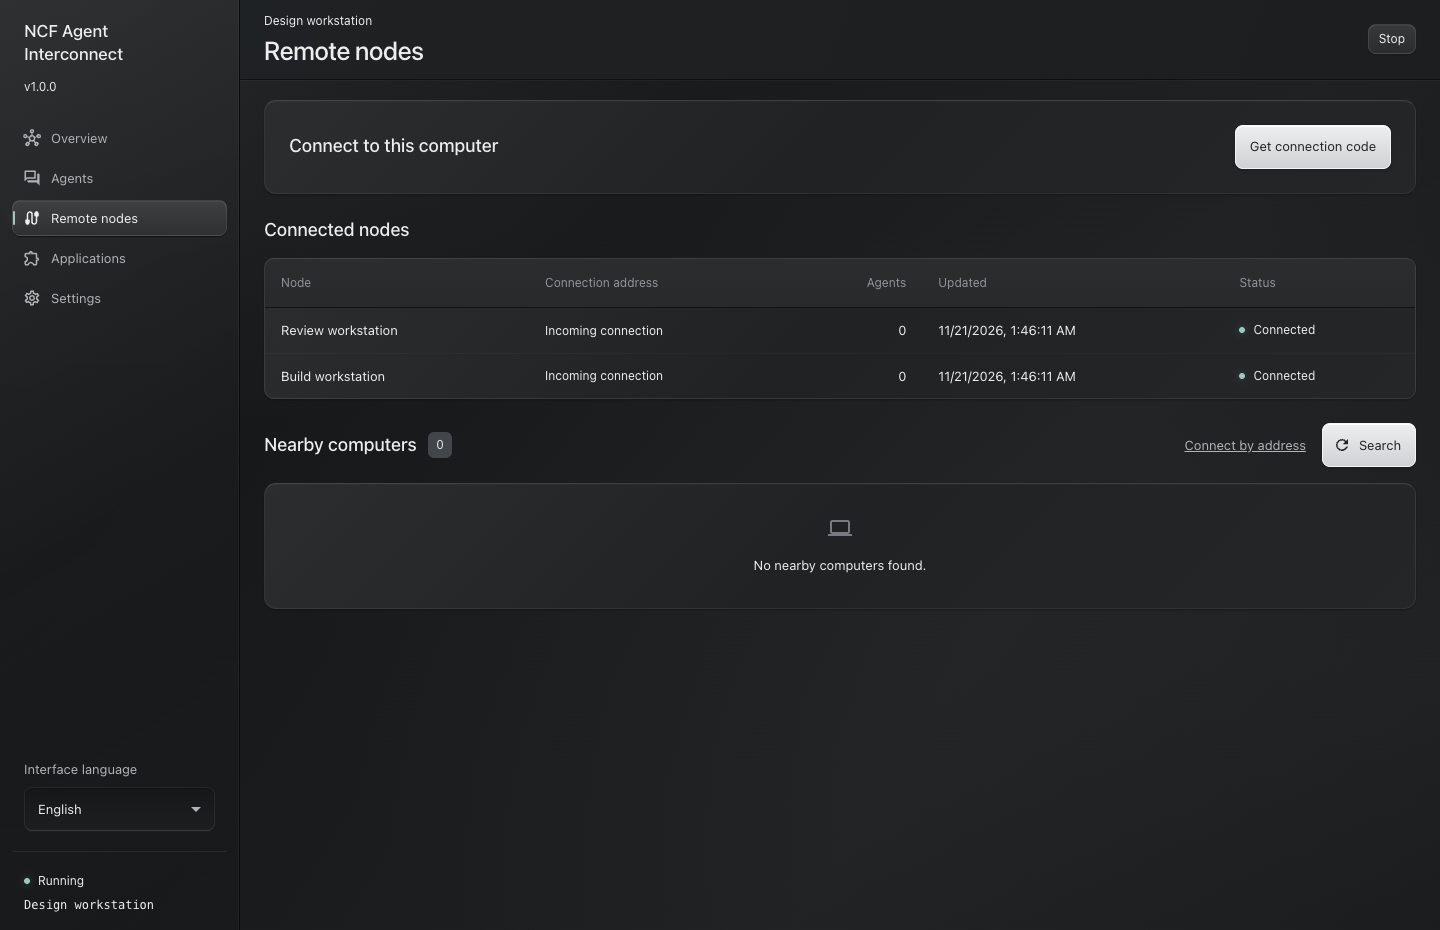 NCF Agent
Interconnect
v1.0.0
Overview
Agents
Remote nodes
Applications
Settings
Interface language
English
Running
Design workstation
Design workstation
Remote nodes
Stop
Connect to this computer
Get connection code
Connected nodes
Node Connection address Agents Updated Status
Review workstation Incoming connection 0 11/21/2026, 1:46:11 AM Connected
Build workstation Incoming connection 0 11/21/2026, 1:46:11 AM Connected
Nearby computers 0
Connect by address Search
No nearby computers found.